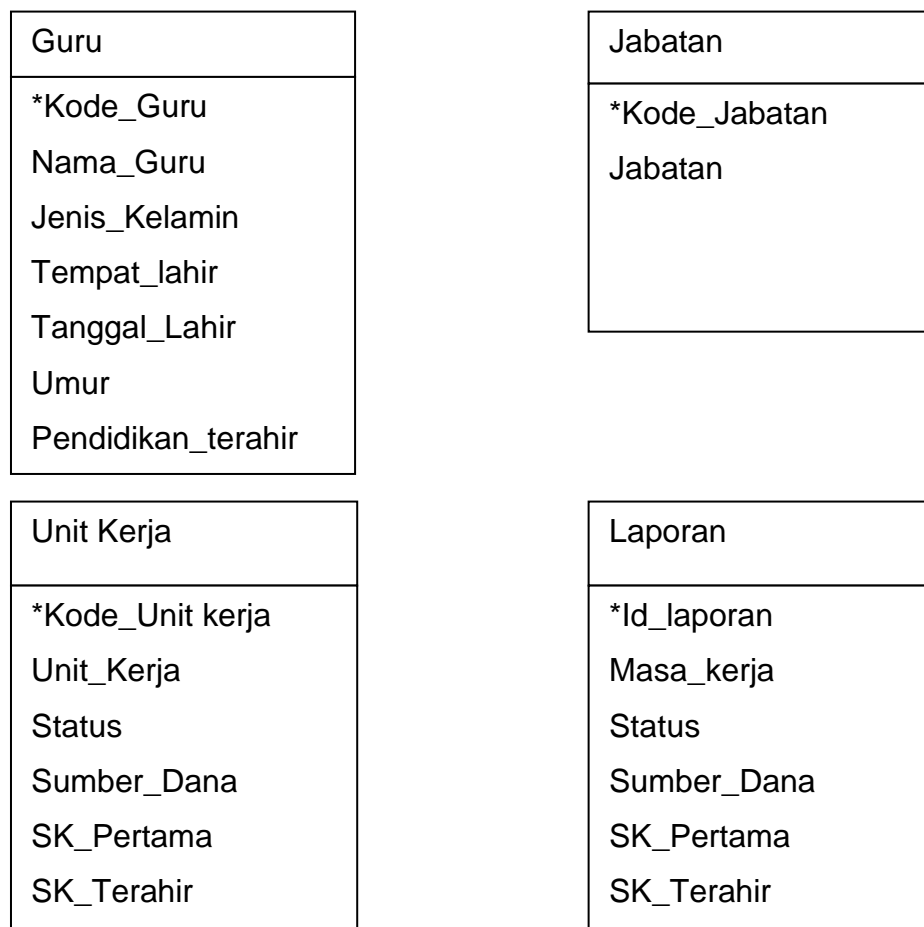 Guru
*Kode_Guru
Nama_Guru
Jenis_Kelamin
Tempat_lahir
Tanggal_Lahir
Umur
Pendidikan_terahir
Jabatan
*Kode_Jabatan
Jabatan
Unit Kerja
*Kode_Unit kerja
Unit_Kerja
Status
Sumber_Dana
SK_Pertama
SK_Terahir
Laporan
*Id_laporan
Masa_kerja
Status
Sumber_Dana
SK_Pertama
SK_Terahir